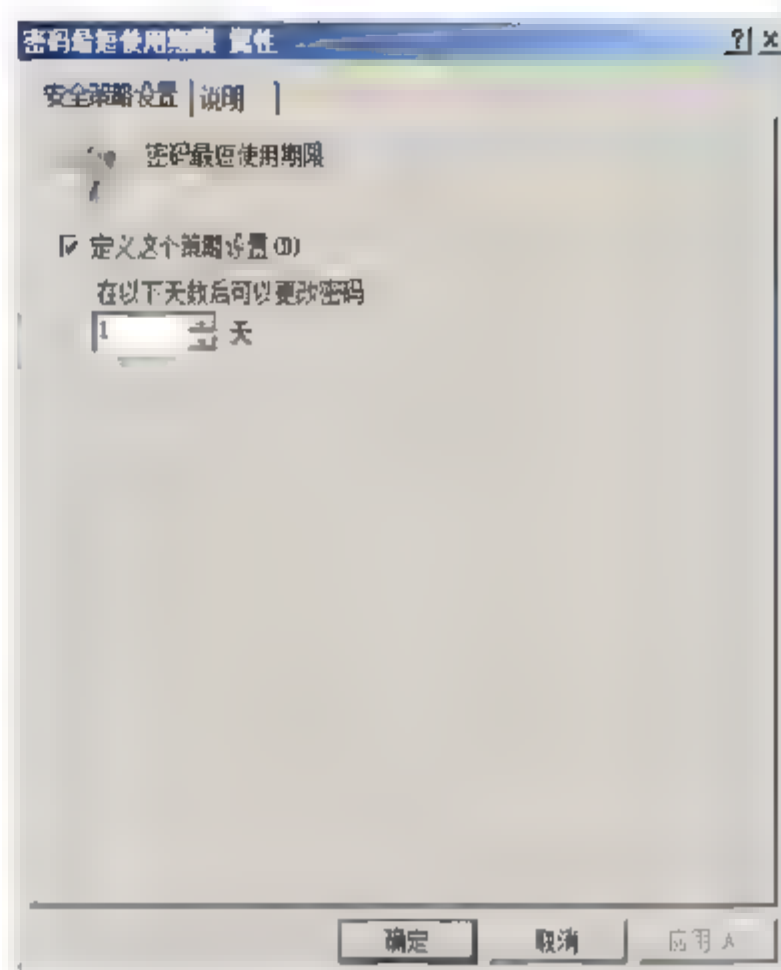 密码最短使用期限 属性
安全策略设置 说明
密码最短使用期限
定义这个策略设置(D)
在以下天数后可以更改密码
1 天
确定 取消 应用 A